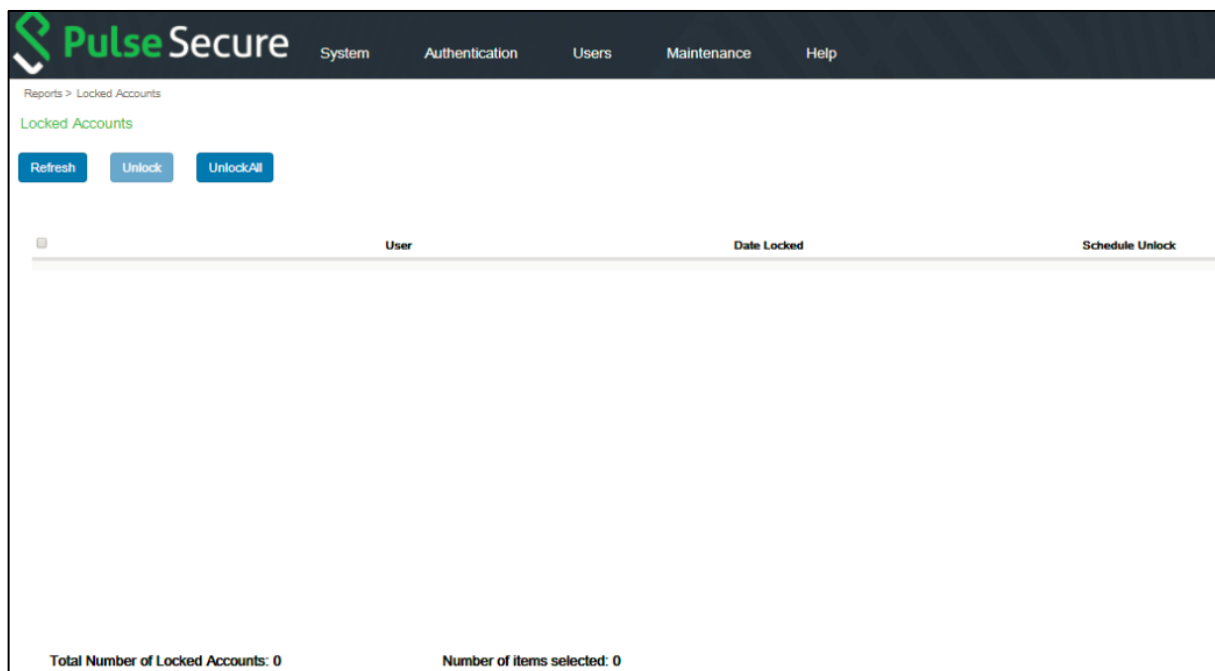 Pulse Secure System Authentication Users Maintenance Help
Reports > Locked Accounts
Locked Accounts
Refresh Unlock UnlockAll
User Date Locked Schedule Unlock
Total Number of Locked Accounts: 0 Number of items selected: 0